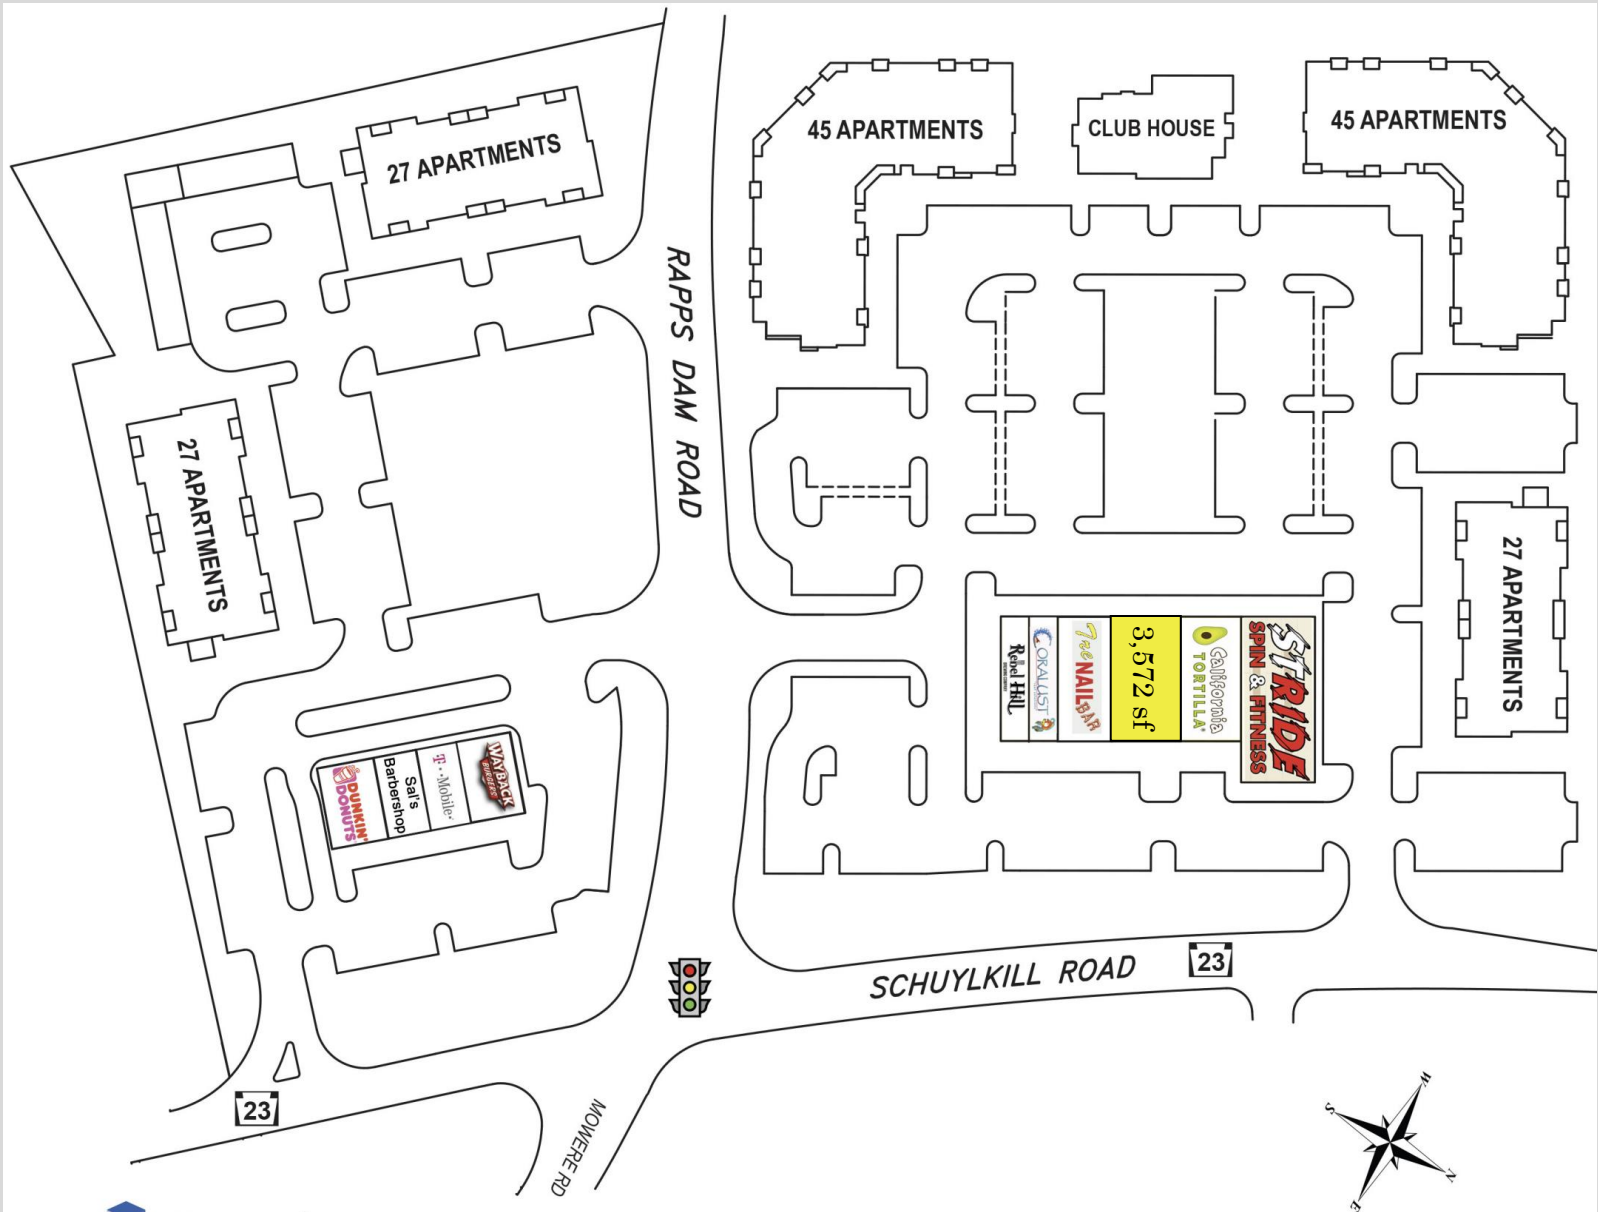 45 APARTMENTS
CLUB HOUSE
45 APARTMENTS
27 APARTMENTS
RAPPS DAM ROAD
27 APARTMENTS
27 APARTMENTS
Rebel Hill
CORALUST
The
NAIL BAR
3,572 sf
California
TORTILLA
STRIDE
SPIN & FITNESS
DUNKIN'
DONUTS
Sal's
Barbershop
T··Mobile·
WAYBACK
BURGERS
SCHUYLKILL ROAD
23
23
MOWERE RD
W
S
N
E